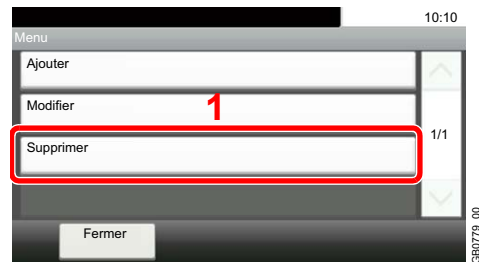 10:10
Menu
Ajouter
Modifier
1
1/1
Supprimer
Fermer
GB0779_00